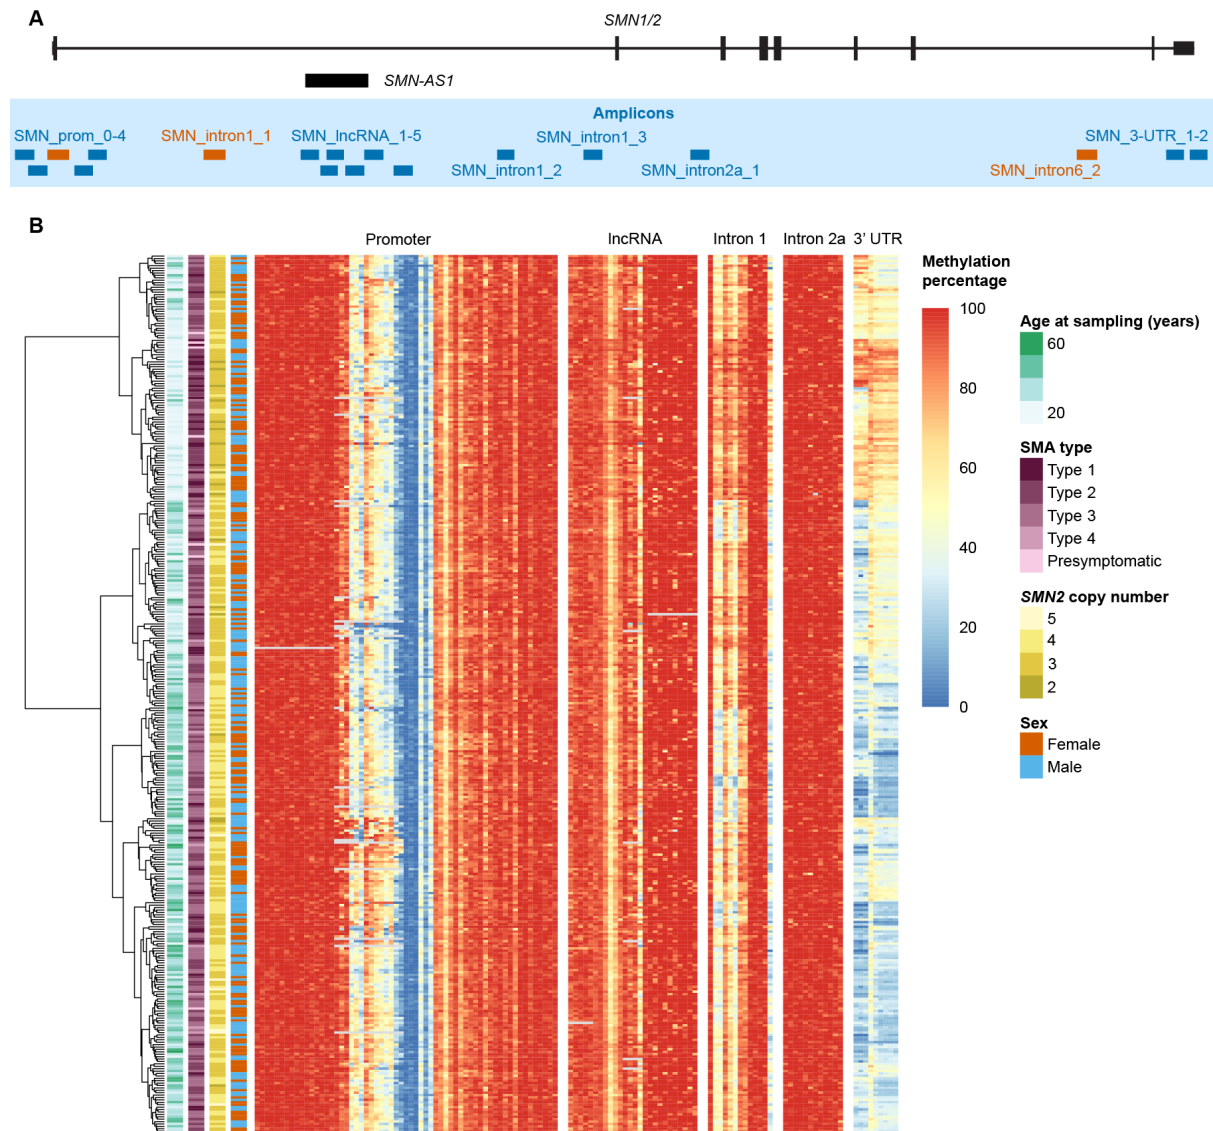 A
SMN1/2
SMN-AS1
Amplicons
SMN_prom_0-4
SMN_intron1_1
SMN_lncRNA_1-5
SMN_intron1_3
SMN_3-UTR_1-2
SMN_intron1_2
SMN_intron2a_1
SMN_intron6_2
B
Promoter
lncRNA
Intron 1
Intron 2a
3' UTR
Methylation
percentage
100
80
60
40
20
0
Age at sampling (years)
60
20
SMA type
Type 1
Type 2
Type 3
Type 4
Presymptomatic
SMN2 copy number
5
4
3
2
Sex
Female
Male